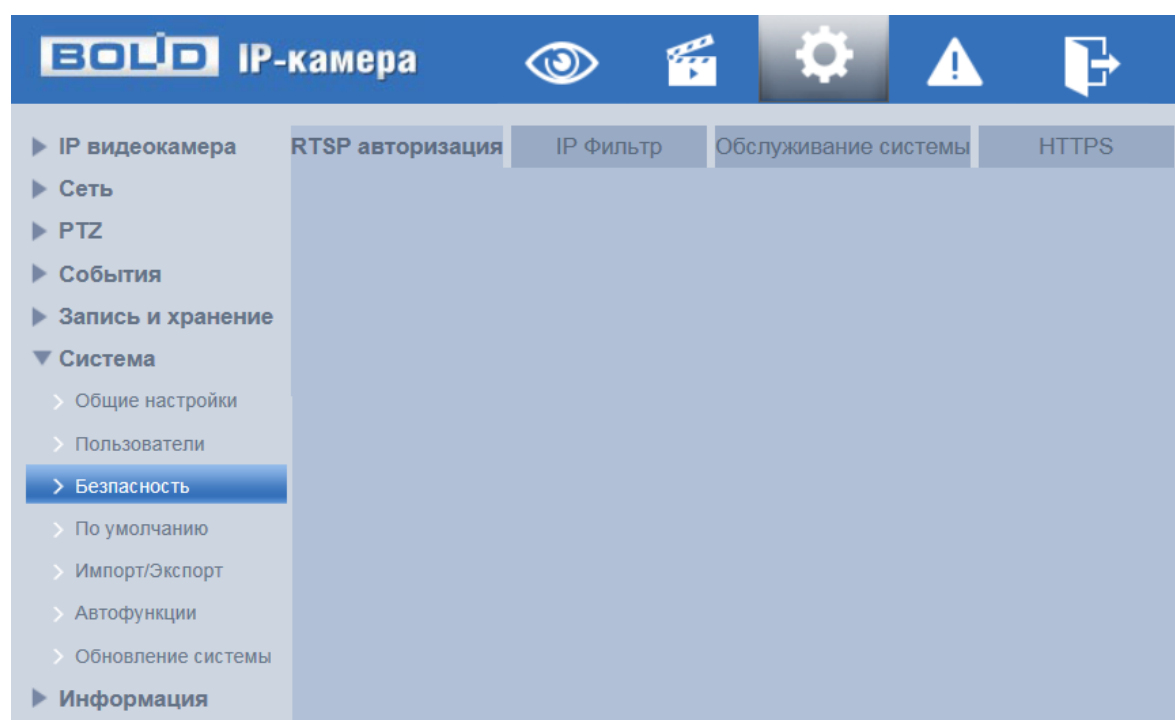 BOLID IP-камера
RTSP авторизация IP Фильтр Обслуживание системы HTTPS
IP видеокамера
Сеть
PTZ
События
Запись и хранение
Система
Общие настройки
Пользователи
Безпасность
По умолчанию
Импорт/Экспорт
Автофункции
Обновление системы
Информация